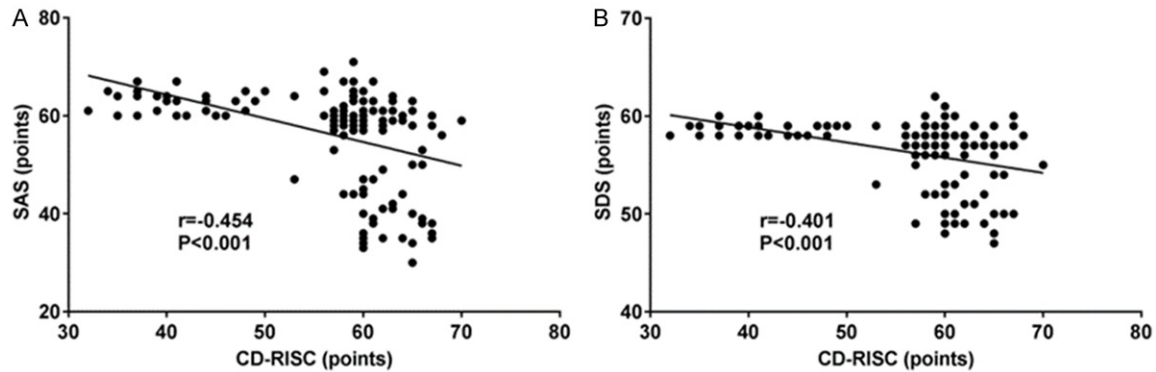 A
80
60
40
20
SAS (points)
r=-0.454
P<0.001
30 40 50 60 70 80
CD-RISC (points)
B
70
60
50
40
SDS (points)
r=-0.401
P<0.001
30 40 50 60 70 80
CD-RISC (points)